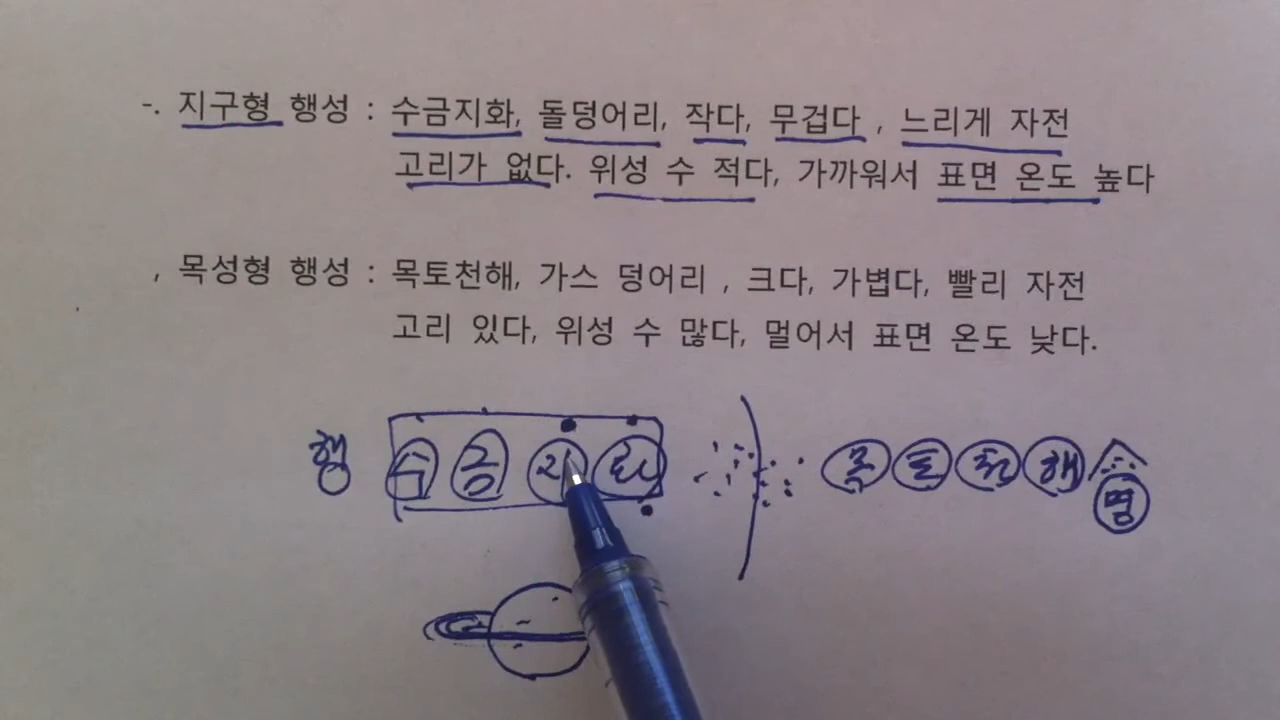 -. 지구형 행성 : 수금지화, 돌덩어리, 작다, 무겁다 , 느리게 자전
고리가 없다. 위성 수 적다, 가까워서 표면 온도 높다
, 목성형 행성 : 목토천해, 가스 덩어리 , 크다, 가볍다, 빨리 자전
고리 있다, 위성 수 많다, 멀어서 표면 온도 낮다.
행 수 금 지 화 목 토 천 해
명